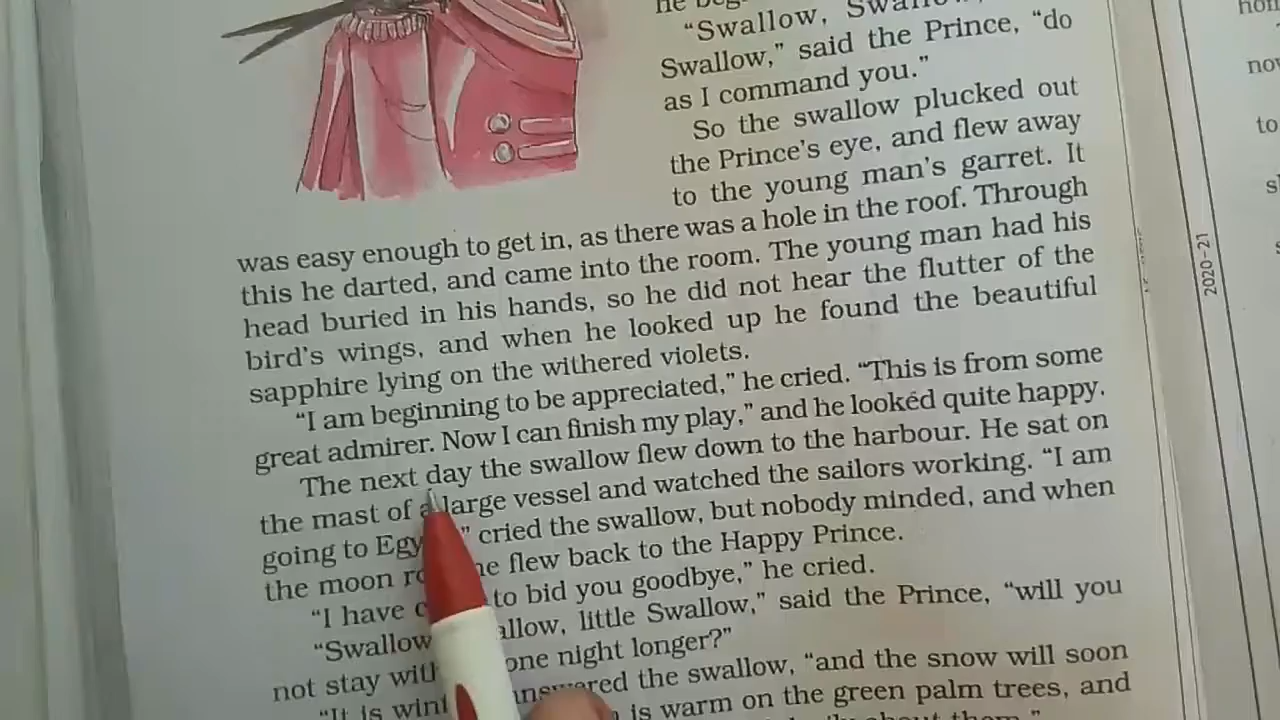 he
"Swallow,
Swallow," said the Prince, "do
as I command you."
So the swallow plucked out
the Prince's eye, and flew away
to the young man's garret. It
was easy enough to get in, as there was a hole in the roof. Through
this he darted, and came into the room. The young man had his
head buried in his hands, so he did not hear the flutter of the
bird's wings, and when he looked up he found the beautiful
sapphire lying on the withered violets.
"I am beginning to be appreciated," he cried. "This is from some
great admirer. Now I can finish my play," and he looked quite happy.
The next day the swallow flew down to the harbour. He sat on
the mast of a large vessel and watched the sailors working. "I am
going to " cried the swallow, but nobody minded, and when
the moon he flew back to the Happy Prince.
"I have to bid you goodbye," he cried.
"Swallow, little Swallow," said the Prince, "will you
not stay one night longer?"
"It is answered the swallow, "and the snow will soon
is warm on the green palm trees, and
about them."
2020–21
to